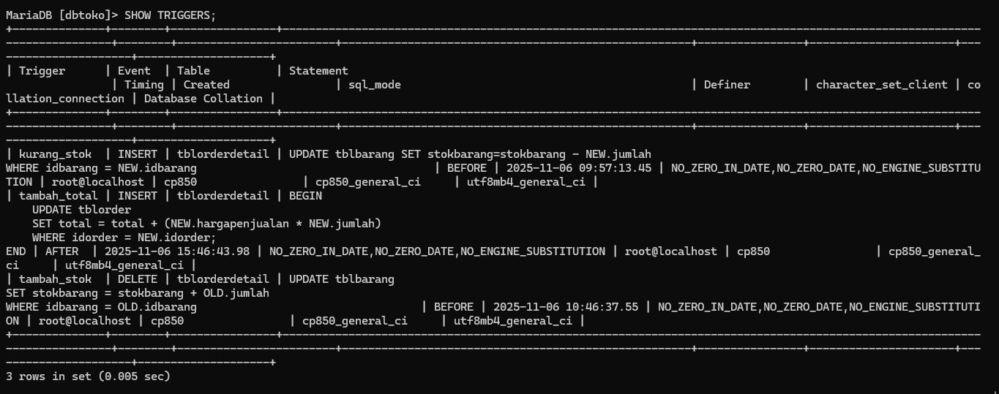 MariaDB [dbtoko]> SHOW TRIGGERS;
+--------------+--------+---------------+----------------------------------------------------------------------------------------------------------
-----------------+--------+------------------------+-----------------------------------------------------+----------------+----------------------+---
-------------------+--------------------+
| Trigger      | Event  | Table         | Statement
                 | Timing | Created                | sql_mode                                            | Definer        | character_set_client | co
llation_connection | Database Collation |
+--------------+--------+---------------+----------------------------------------------------------------------------------------------------------
-----------------+--------+------------------------+-----------------------------------------------------+----------------+----------------------+---
-------------------+--------------------+
| kurang_stok  | INSERT | tblorderdetail | UPDATE tblbarang SET stokbarang=stokbarang - NEW.jumlah
WHERE idbarang = NEW.idbarang                                    | BEFORE | 2025-11-06 09:57:13.45 | NO_ZERO_IN_DATE,NO_ZERO_DATE,NO_ENGINE_SUBSTITU
TION | root@localhost | cp850                | cp850_general_ci     | utf8mb4_general_ci |
| tambah_total | INSERT | tblorderdetail | BEGIN
    UPDATE tblorder
    SET total = total + (NEW.hargapenjualan * NEW.jumlah)
    WHERE idorder = NEW.idorder;
END | AFTER  | 2025-11-06 15:46:43.98 | NO_ZERO_IN_DATE,NO_ZERO_DATE,NO_ENGINE_SUBSTITUTION | root@localhost | cp850                | cp850_general_
ci     | utf8mb4_general_ci |
| tambah_stok  | DELETE | tblorderdetail | UPDATE tblbarang
SET stokbarang = stokbarang + OLD.jumlah
WHERE idbarang = OLD.idbarang                                  | BEFORE | 2025-11-06 10:46:37.55 | NO_ZERO_IN_DATE,NO_ZERO_DATE,NO_ENGINE_SUBSTITUTI
ON | root@localhost | cp850                | cp850_general_ci     | utf8mb4_general_ci |
+--------------+--------+---------------+----------------------------------------------------------------------------------------------------------
-----------------+--------+------------------------+-----------------------------------------------------+----------------+----------------------+---
-------------------+--------------------+
3 rows in set (0.005 sec)